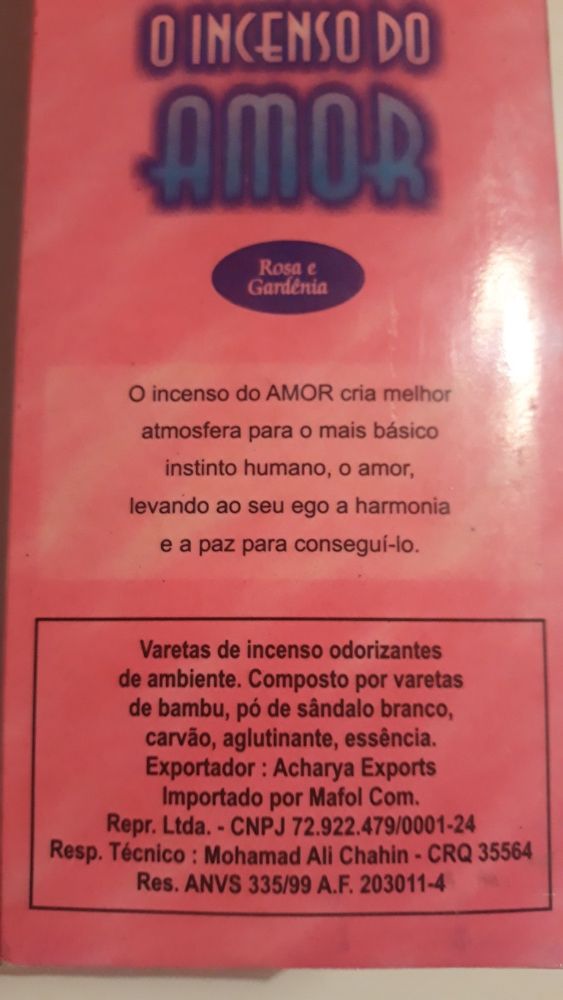 O INCENSO DO
AMOR
Rosa e
Gardênia
O incenso do AMOR cria melhor
atmosfera para o mais básico
instinto humano, o amor,
levando ao seu ego a harmonia
e a paz para conseguí-lo.
Varetas de incenso odorizantes
de ambiente. Composto por varetas
de bambu, pó de sândalo branco,
carvão, aglutinante, essência.
Exportador : Acharya Exports
Importado por Mafol Com.
Repr. Ltda. - CNPJ 72.922.479/0001-24
Resp. Técnico : Mohamad Ali Chahin - CRQ 35564
Res. ANVS 335/99 A.F. 203011-4